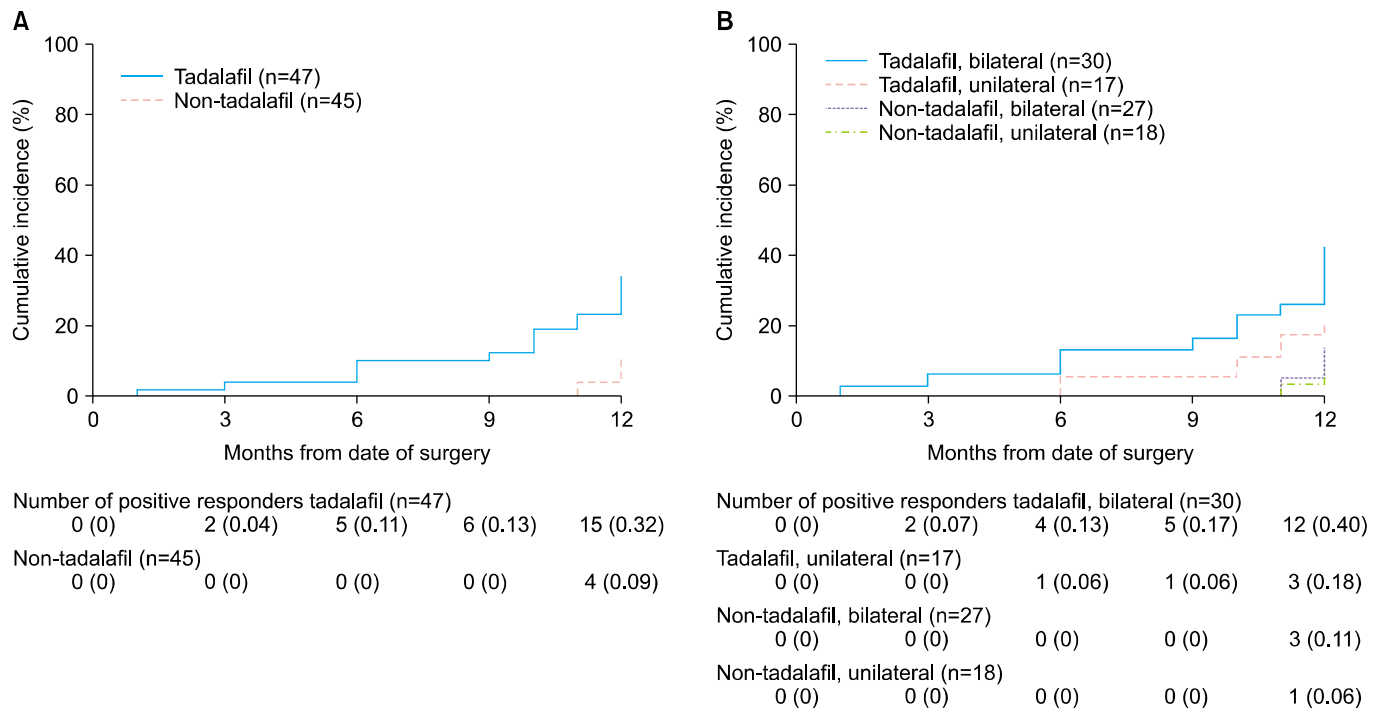 A
100
80
60
40
20
0
Cumulative incidence (%)
Tadalafil (n=47)
Non-tadalafil (n=45)
0 3 6 9 12
Months from date of surgery
Number of positive responders tadalafil (n=47)
0 (0) 2 (0.04) 5 (0.11) 6 (0.13) 15 (0.32)
Non-tadalafil (n=45)
0 (0) 0 (0) 0 (0) 0 (0) 4 (0.09)
B
100
80
60
40
20
0
Cumulative incidence (%)
Tadalafil, bilateral (n=30)
Tadalafil, unilateral (n=17)
Non-tadalafil, bilateral (n=27)
Non-tadalafil, unilateral (n=18)
0 3 6 9 12
Months from date of surgery
Number of positive responders tadalafil, bilateral (n=30)
0 (0) 2 (0.07) 4 (0.13) 5 (0.17) 12 (0.40)
Tadalafil, unilateral (n=17)
0 (0) 0 (0) 1 (0.06) 1 (0.06) 3 (0.18)
Non-tadalafil, bilateral (n=27)
0 (0) 0 (0) 0 (0) 0 (0) 3 (0.11)
Non-tadalafil, unilateral (n=18)
0 (0) 0 (0) 0 (0) 0 (0) 1 (0.06)